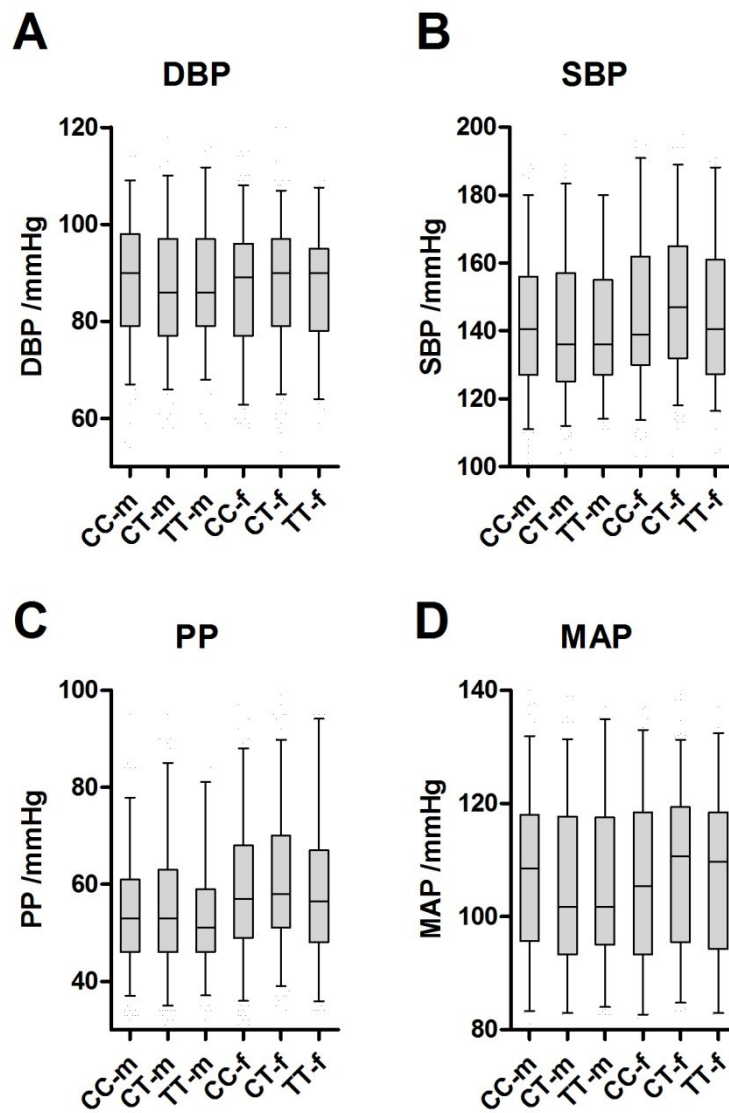 A
DBP
DBP /mmHg
120
100
80
60
CC-m
CT-m
TT-m
CC-f
CT-f
TT-f
B
SBP
SBP /mmHg
200
180
160
140
120
100
CC-m
CT-m
TT-m
CC-f
CT-f
TT-f
C
PP
PP /mmHg
100
80
60
40
CC-m
CT-m
TT-m
CC-f
CT-f
TT-f
D
MAP
MAP /mmHg
140
120
100
80
CC-m
CT-m
TT-m
CC-f
CT-f
TT-f